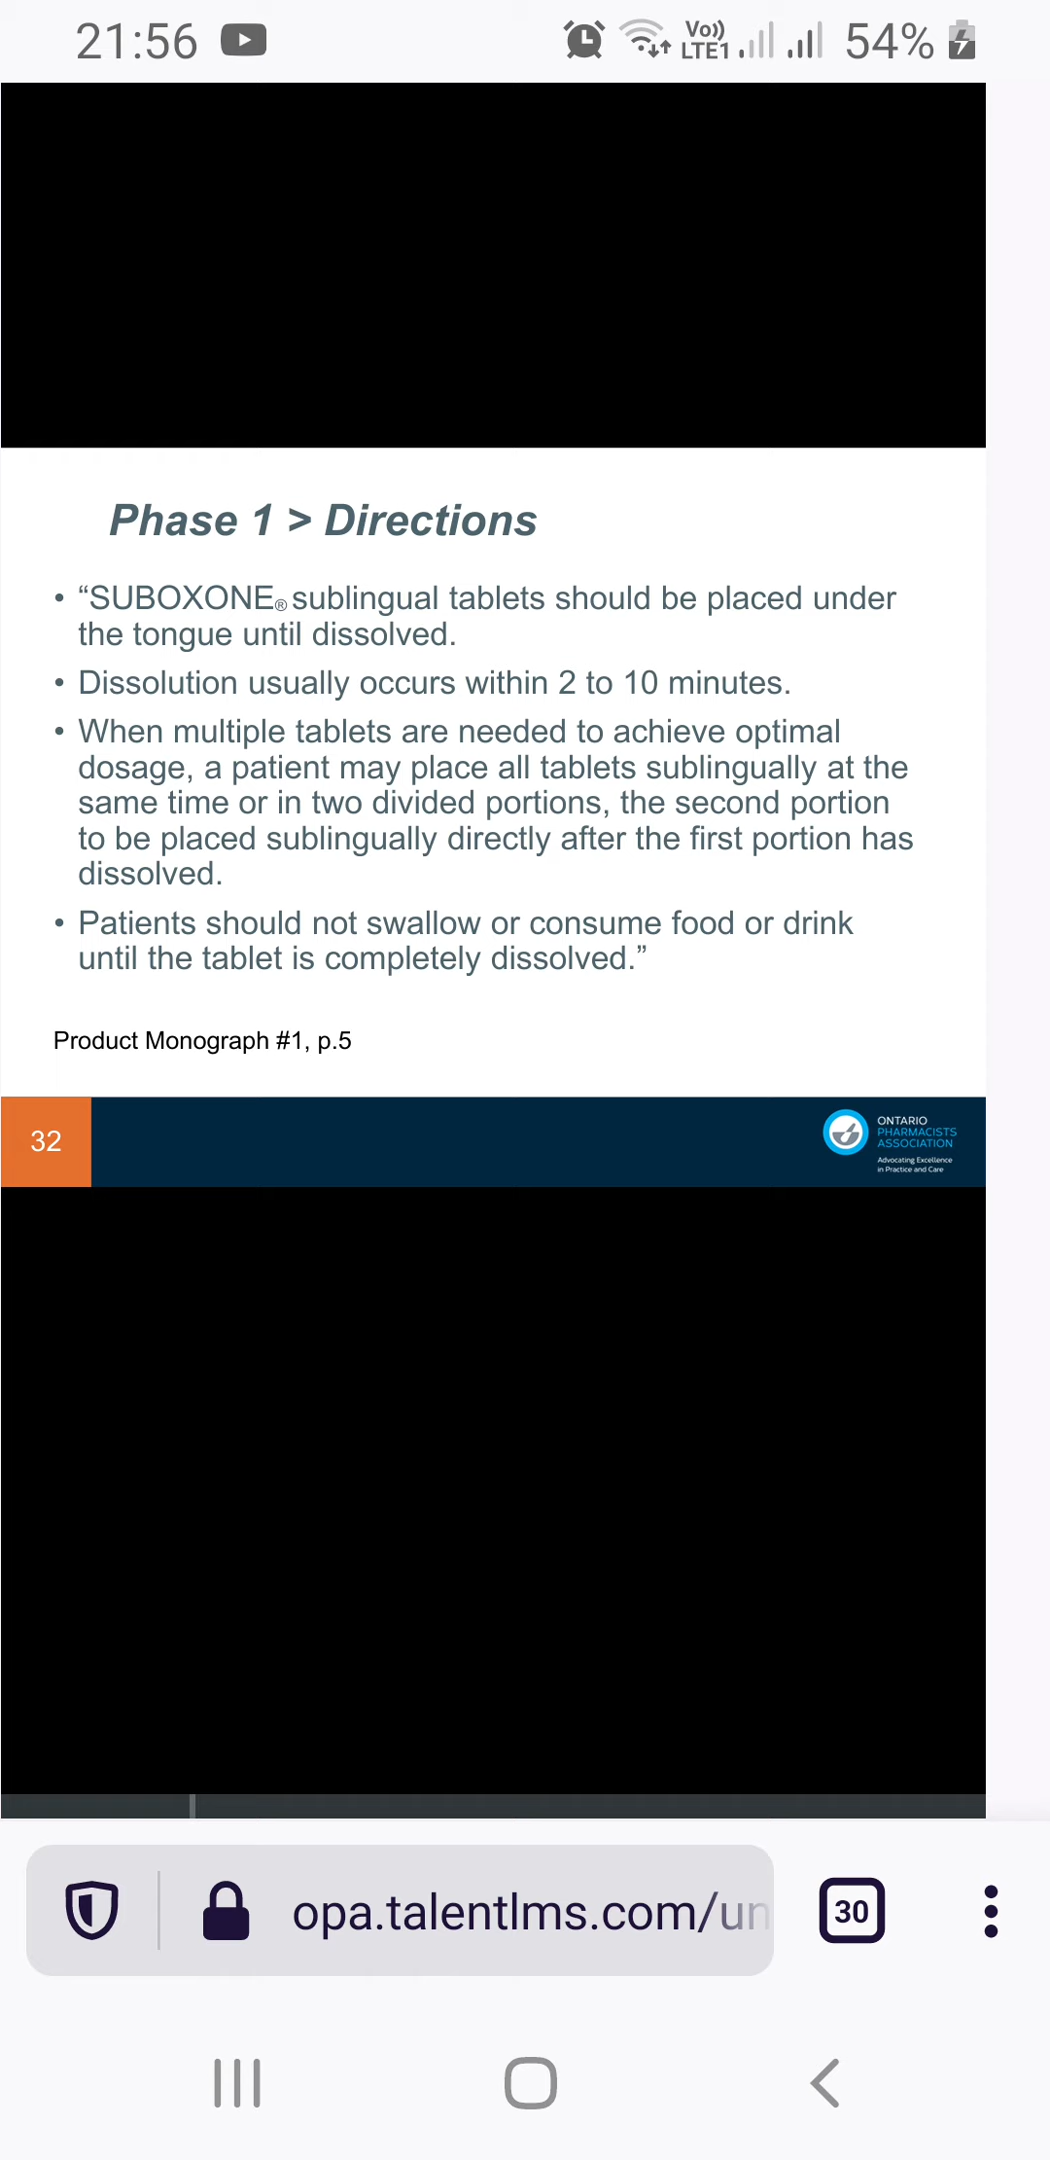 21:56
Vo)) LTE1
54%
Phase 1 > Directions
• “SUBOXONE® sublingual tablets should be placed under
the tongue until dissolved.
• Dissolution usually occurs within 2 to 10 minutes.
• When multiple tablets are needed to achieve optimal
dosage, a patient may place all tablets sublingually at the
same time or in two divided portions, the second portion
to be placed sublingually directly after the first portion has
dissolved.
• Patients should not swallow or consume food or drink
until the tablet is completely dissolved.”
Product Monograph #1, p.5
32
ONTARIO
PHARMACISTS
ASSOCIATION
Advocating Excellence
in Practice and Care
opa.talentlms.com/un
30